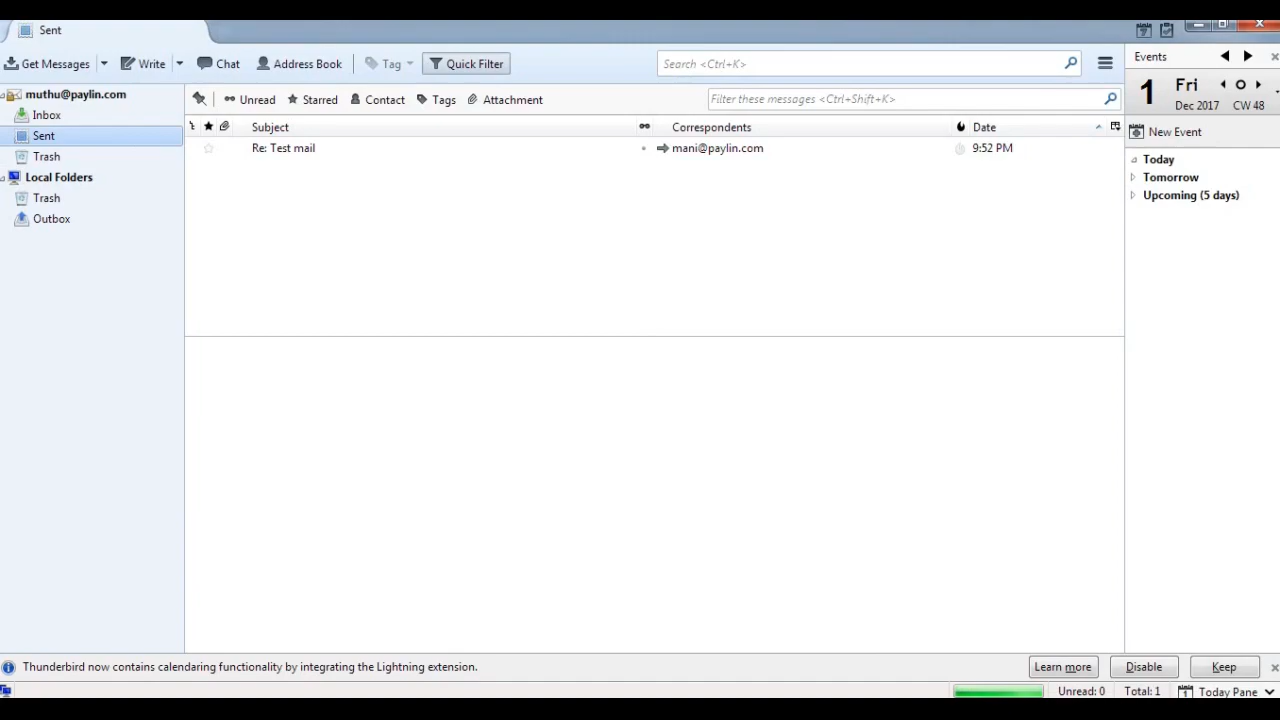 Sent
Get Messages Write Chat Address Book Tag Quick Filter Search <Ctrl+K>
Events
muthu@paylin.com
Inbox
Sent
Trash
Local Folders
Trash
Outbox
Unread Starred Contact Tags Attachment Filter these messages <Ctrl+Shift+K>
Subject Correspondents Date
Re: Test mail mani@paylin.com 9:52 PM
1 Fri
Dec 2017 CW 48
New Event
Today
Tomorrow
Upcoming (5 days)
Thunderbird now contains calendaring functionality by integrating the Lightning extension. Learn more Disable Keep
Unread: 0 Total: 1 1 Today Pane